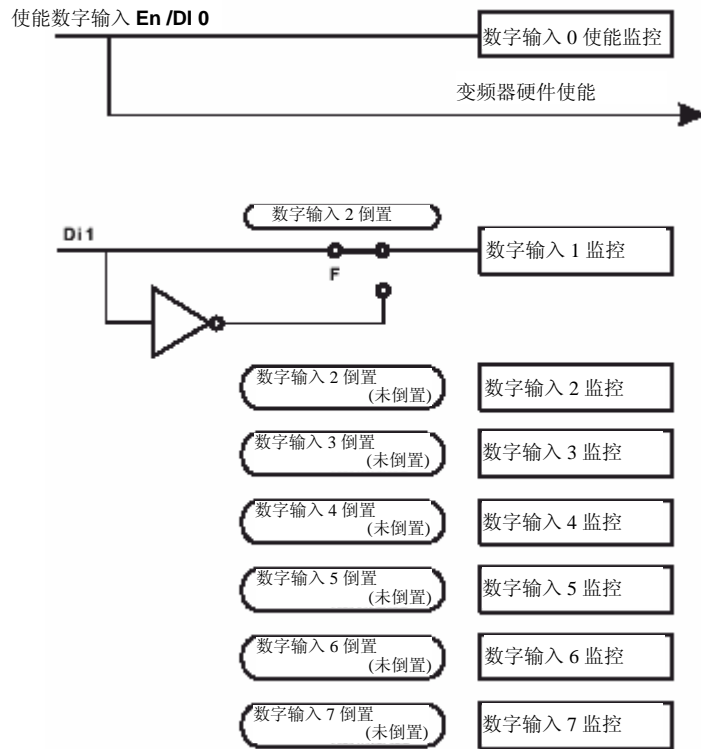 使能数字输入 En /DI 0
数字输入 0 使能监控
变频器硬件使能
数字输入 2 倒置
Di1
数字输入 1 监控
F
数字输入 2 倒置
(未倒置)
数字输入 2 监控
数字输入 3 倒置
(未倒置)
数字输入 3 监控
数字输入 4 倒置
(未倒置)
数字输入 4 监控
数字输入 5 倒置
(未倒置)
数字输入 5 监控
数字输入 6 倒置
(未倒置)
数字输入 6 监控
数字输入 7 倒置
(未倒置)
数字输入 7 监控